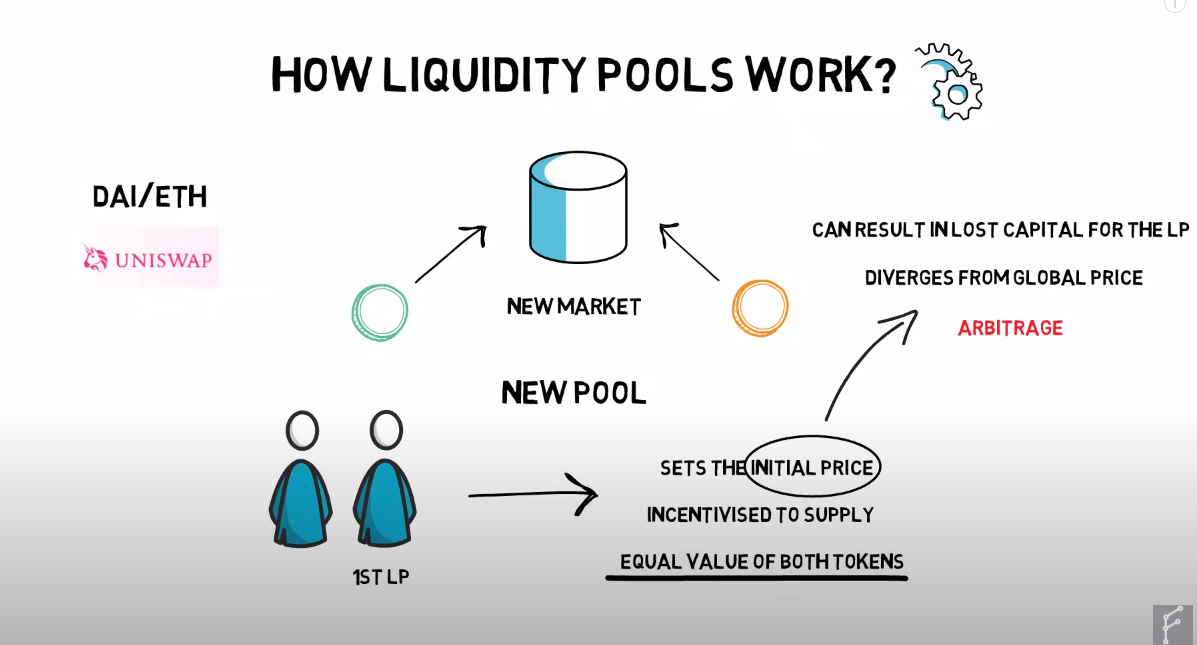 HOW LIQUIDITY POOLS WORK?
DAI/ETH
UNISWAP
NEW MARKET
CAN RESULT IN LOST CAPITAL FOR THE LP
DIVERGES FROM GLOBAL PRICE
ARBITRAGE
NEW POOL
1ST LP
SETS THE INITIAL PRICE
INCENTIVISED TO SUPPLY
EQUAL VALUE OF BOTH TOKENS